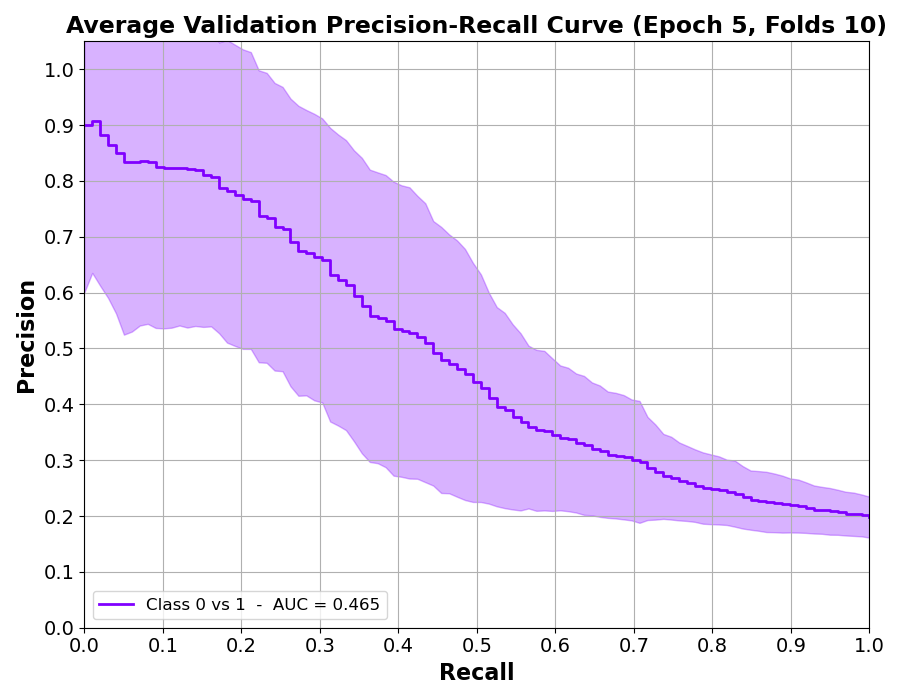 Average Validation Precision-Recall Curve (Epoch 5, Folds 10)
1.0
0.9
0.8
0.7
0.6
0.5
0.4
0.3
0.2
0.1
0.0
Precision
Class 0 vs 1 - AUC = 0.465
0.0 0.1 0.2 0.3 0.4 0.5 0.6 0.7 0.8 0.9 1.0
Recall